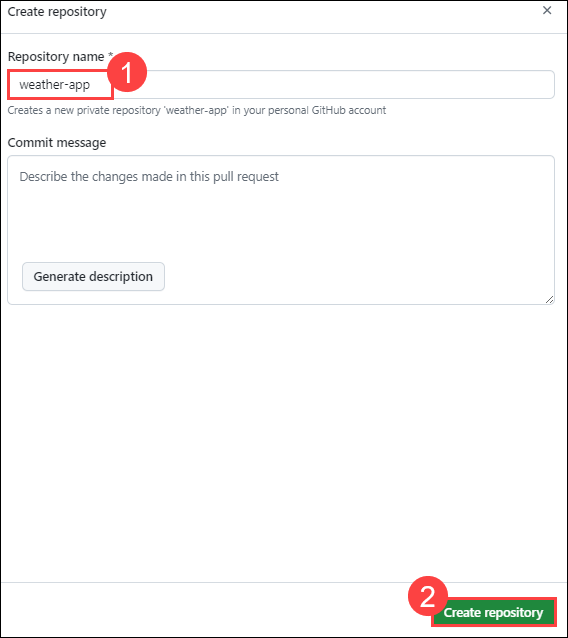 Create repository ×
Repository name *
1
weather-app
Creates a new private repository 'weather-app' in your personal GitHub account
Commit message
Describe the changes made in this pull request
Generate description
2
Create repository